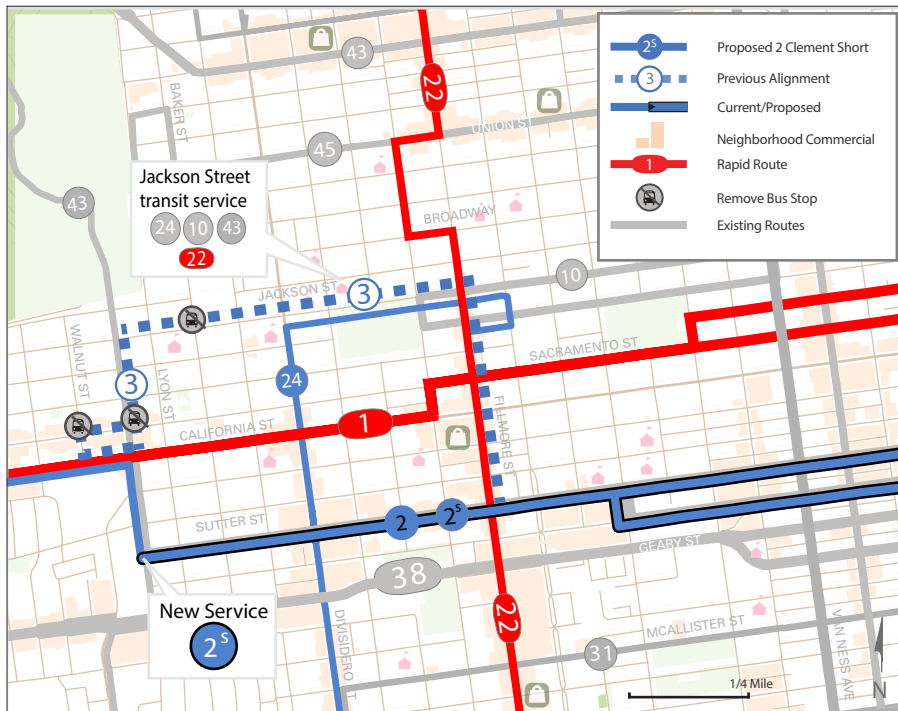 43
22
BAKER ST
UNION ST
45
43
Jackson Street
transit service
24 10 43
22
BROADWAY
JACKSON ST
3
10
WALNUT ST
3
LYON ST
24
SACRAMENTO ST
CALIFORNIA ST
1
FILLMORE ST
SUTTER ST
2
2S
38
GEARY ST
New Service
2S
DIVISIDERO ST
22
MCALLISTER ST
31
VAN NESS AVE
1/4 Mile
N
2S Proposed 2 Clement Short
3 Previous Alignment
Current/Proposed
Neighborhood Commercial
1 Rapid Route
Remove Bus Stop
Existing Routes